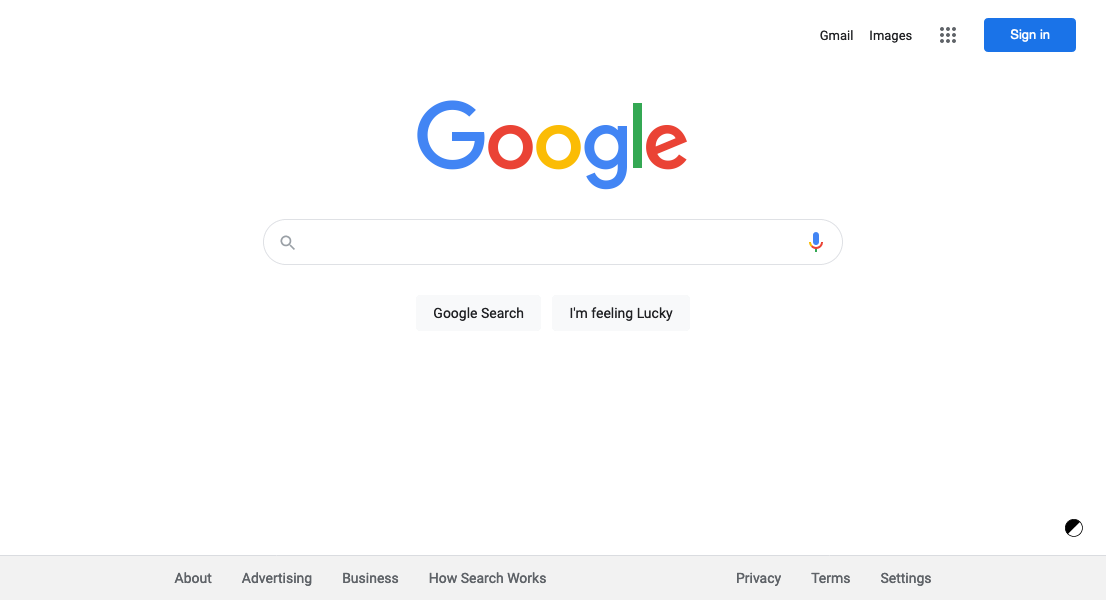 Gmail Images Sign in
Google
Google Search I'm feeling Lucky
About Advertising Business How Search Works Privacy Terms Settings